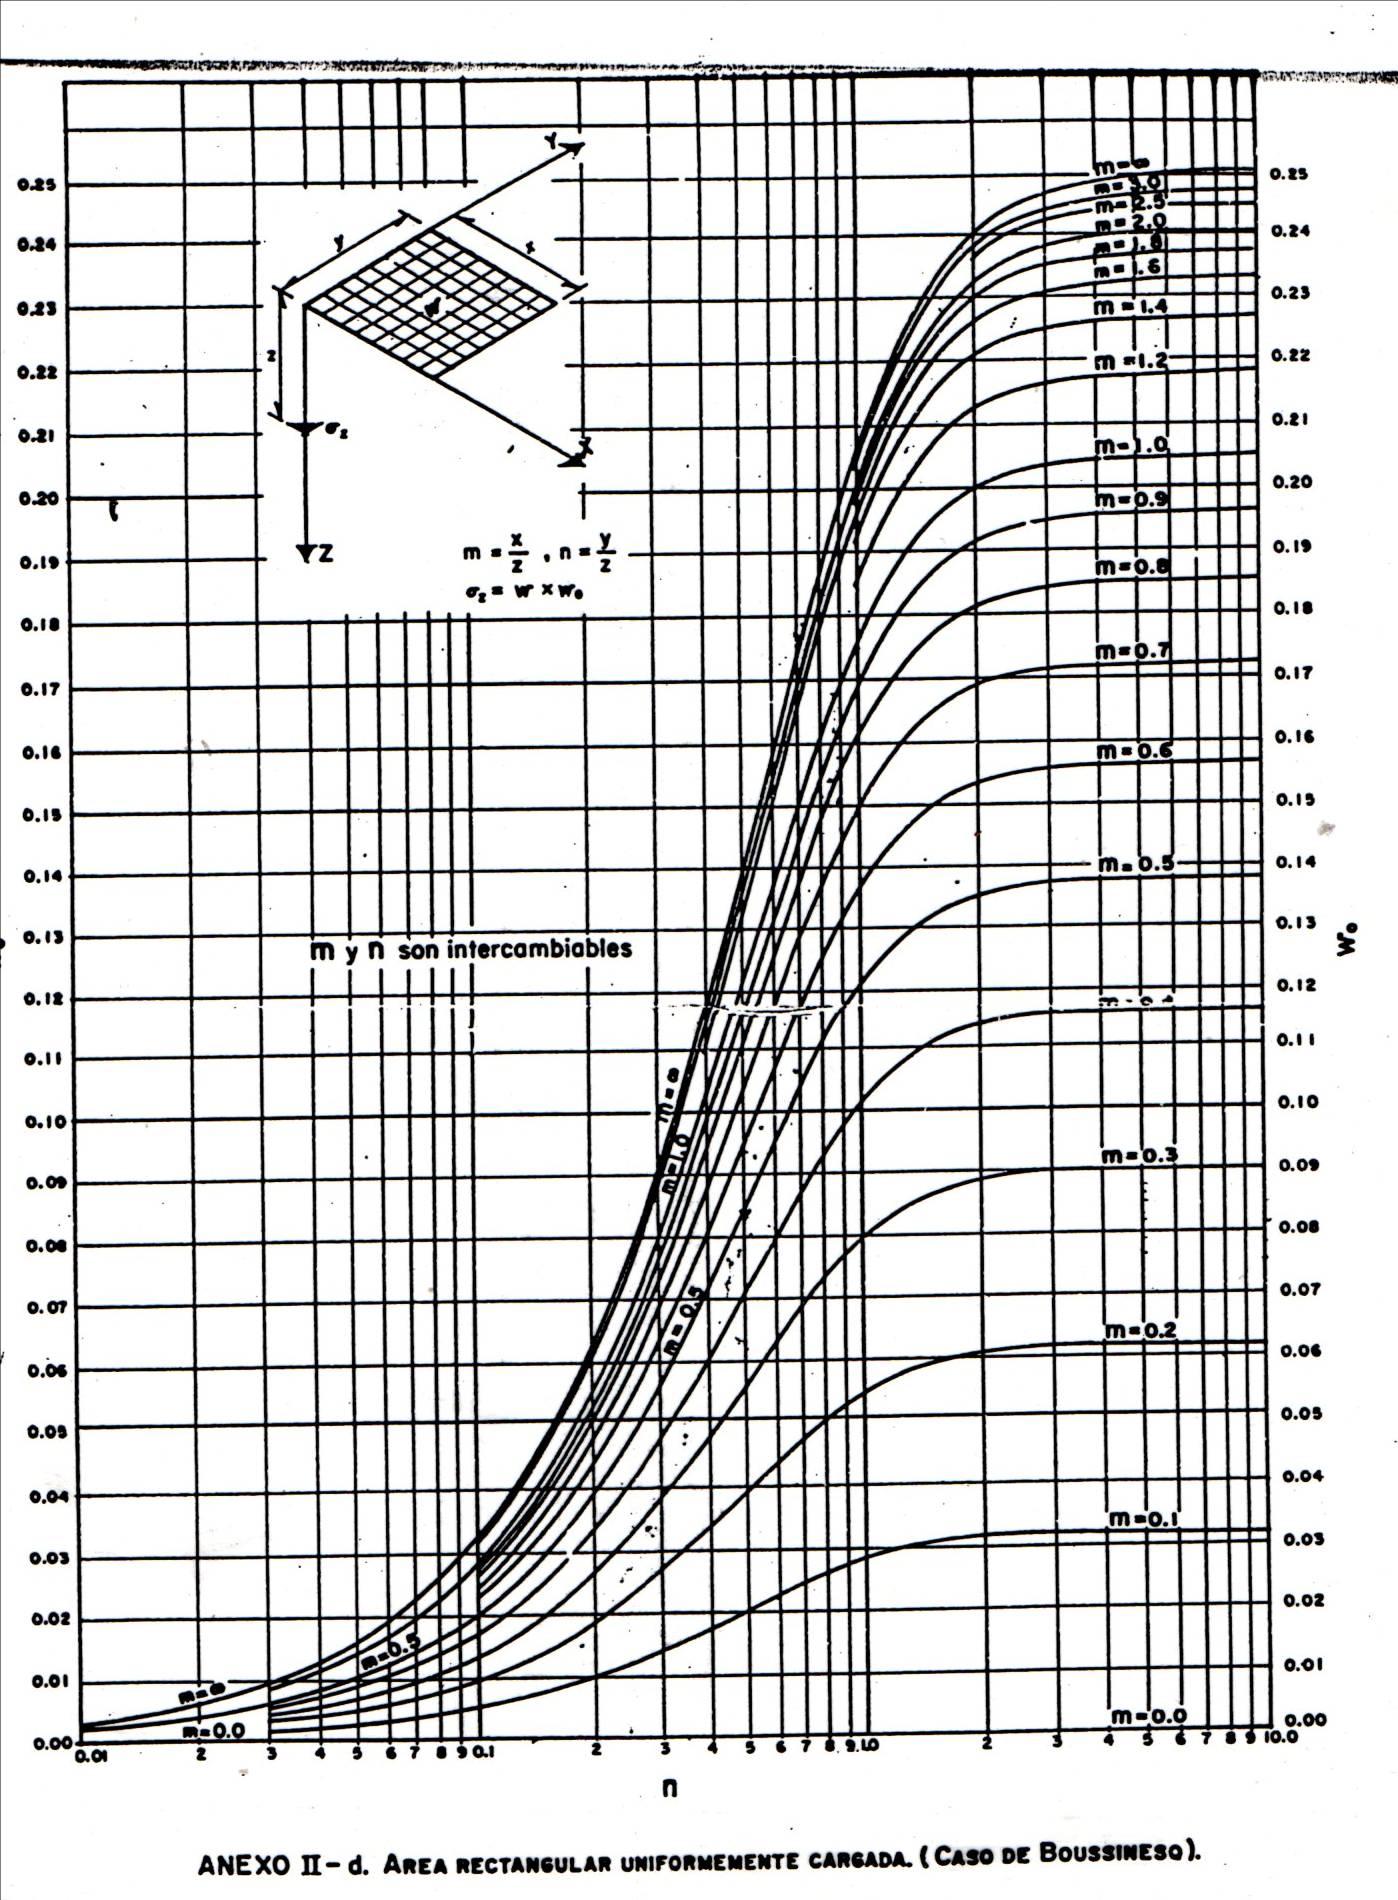 Y
y
x
w
z
σz
X
Z
m = x/z , n = y/z
σz = w x w₀
m y n son intercambiables
0.25
0.24
0.23
0.22
0.21
0.20
0.19
0.18
0.17
0.16
0.15
0.14
0.13
0.12
0.11
0.10
0.09
0.08
0.07
0.06
0.05
0.04
0.03
0.02
0.01
0.00
m=∞
m=3.0
m=2.5
m=2.0
m=1.8
m=1.6
m=1.4
m=1.2
m=1.0
m=0.9
m=0.8
m=0.7
m=0.6
m=0.5
m=0.3
m=0.2
m=0.1
m=0.0
m=∞
m=1.0
m=0.5
m=0.5
m=∞
m=0.0
0.25
0.24
0.23
0.22
0.21
0.20
0.19
0.18
0.17
0.16
0.15
0.14
0.13
0.12
0.11
0.10
0.09
0.08
0.07
0.06
0.05
0.04
0.03
0.02
0.01
0.00
W₀
0.01 2 3 4 5 6 7 8 9 0.1 2 3 4 5 6 7 8 9 1.0 2 3 4 5 6 7 8 9 10.0
n
ANEXO II-d. AREA RECTANGULAR UNIFORMEMENTE CARGADA. (CASO DE BOUSSINESQ).